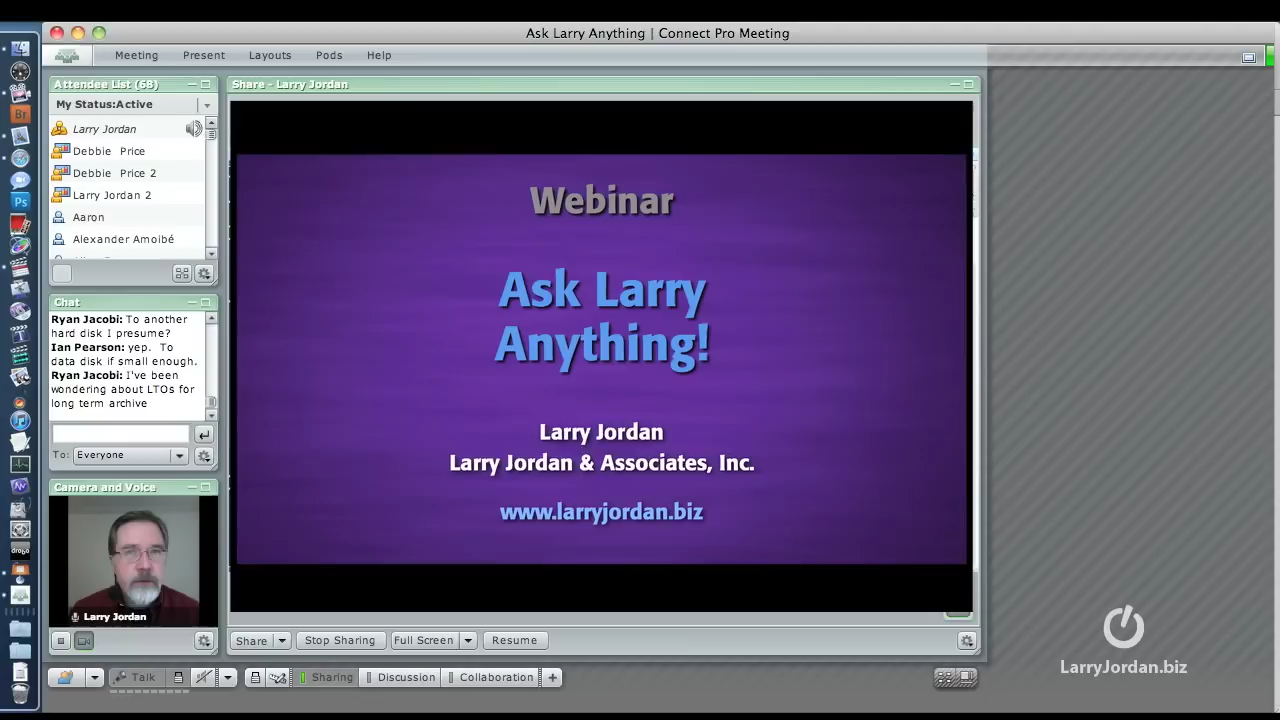 Ask Larry Anything | Connect Pro Meeting
Meeting Present Layouts Pods Help
Attendee List (68)
My Status:Active
Larry Jordan
Debbie Price
Debbie Price 2
Larry Jordan 2
Aaron
Alexander Amoibé
Chat
Ryan Jacobi: To another
hard disk I presume?
Ian Pearson: yep. To
data disk if small enough.
Ryan Jacobi: I've been
wondering about LTOs for
long term archive
To: Everyone
Camera and Voice
Larry Jordan
Share - Larry Jordan
Webinar
Ask Larry
Anything!
Larry Jordan
Larry Jordan & Associates, Inc.
www.larryjordan.biz
Share Stop Sharing Full Screen Resume
Talk Sharing Discussion Collaboration +
Br
Ps
drobo
LarryJordan.biz